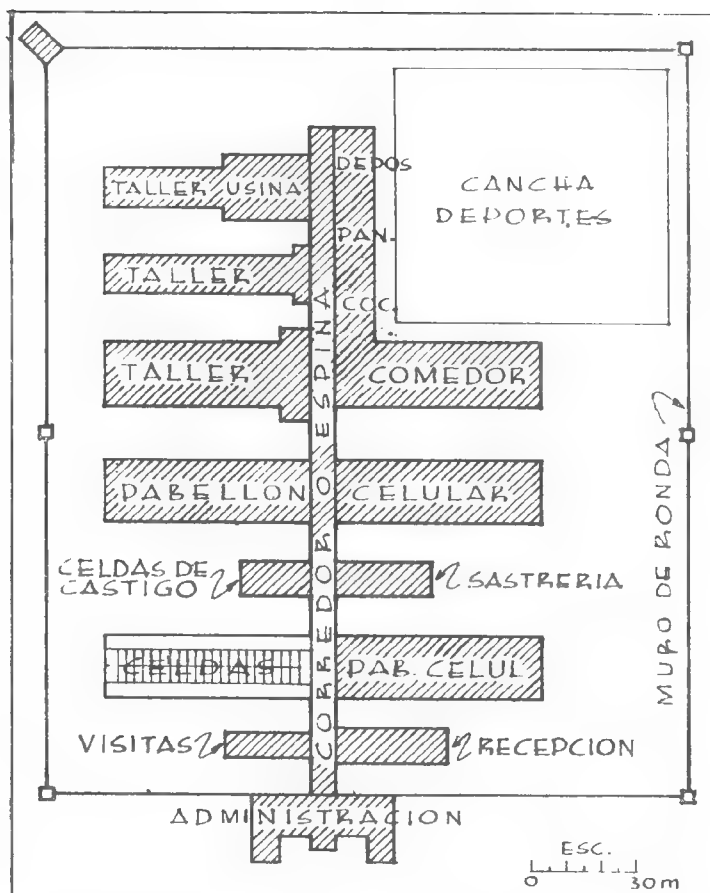 DEPOS
TALLER USINA
CANCHA
DEPORTES
PAN.
TALLER
COC.
TALLER
COMEDOR
CORREDOR O ESPINA
MURO DE RONDA
PABELLON CELULAR
CELDAS DE
CASTIGO
SASTRERIA
CELDAS
PAB. CELUL
VISITAS
RECEPCION
ADMINISTRACION
ESC.
0 30m